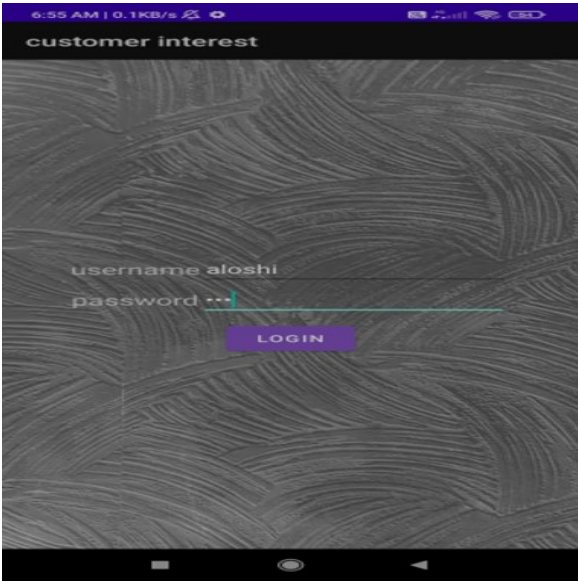 6:55 AM | 0.1KB/s
customer interest
username aloshi
password •••
LOGIN